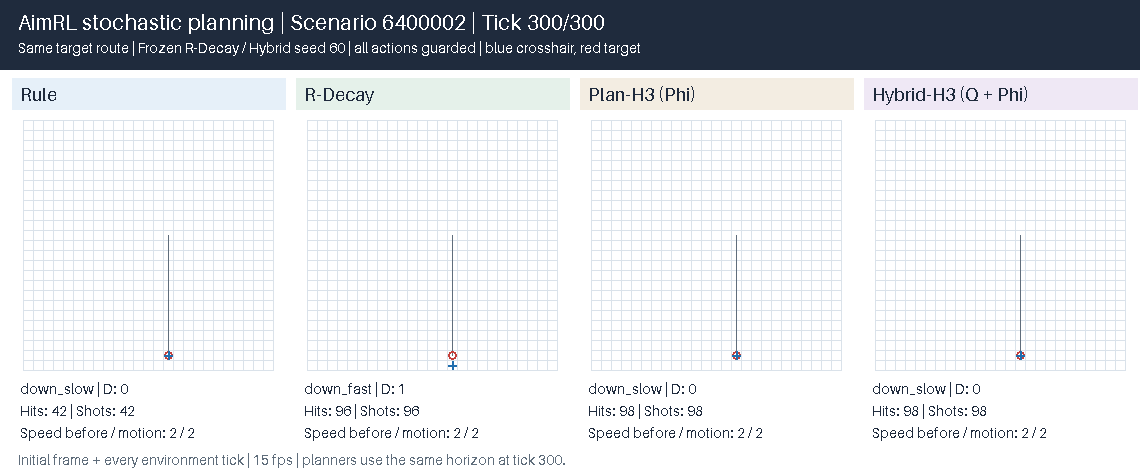 AimRL stochastic planning | Scenario 6400002 | Tick 300/300
Same target route | Frozen R-Decay / Hybrid seed 60 | all actions guarded | blue crosshair, red target
Rule
R-Decay
Plan-H3 (Phi)
Hybrid-H3 (Q + Phi)
down_slow | D: 0
Hits: 42 | Shots: 42
Speed before / motion: 2 / 2
down_fast | D: 1
Hits: 96 | Shots: 96
Speed before / motion: 2 / 2
down_slow | D: 0
Hits: 98 | Shots: 98
Speed before / motion: 2 / 2
down_slow | D: 0
Hits: 98 | Shots: 98
Speed before / motion: 2 / 2
Initial frame + every environment tick | 15 fps | planners use the same horizon at tick 300.